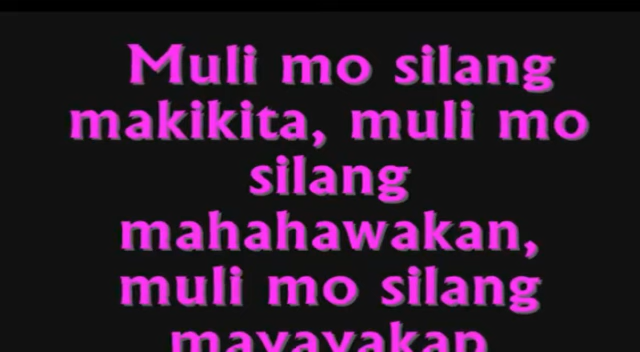 Muli mo silang
makikita, muli mo
silang
mahahawakan,
muli mo silang
mayayakap